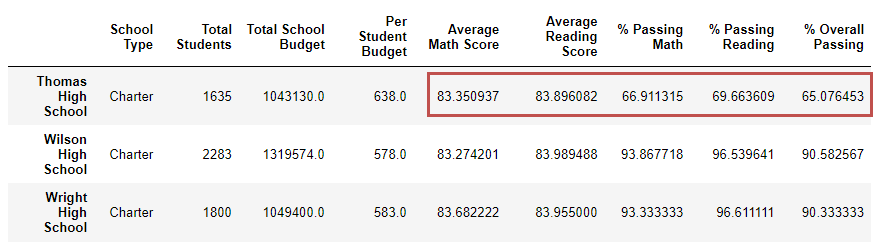 School Type Total Students Total School Budget Per Student Budget Average Math Score Average Reading Score % Passing Math % Passing Reading % Overall Passing
Thomas High School Charter 1635 1043130.0 638.0 83.350937 83.896082 66.911315 69.663609 65.076453
Wilson High School Charter 2283 1319574.0 578.0 83.274201 83.989488 93.867718 96.539641 90.582567
Wright High School Charter 1800 1049400.0 583.0 83.682222 83.955000 93.333333 96.611111 90.333333